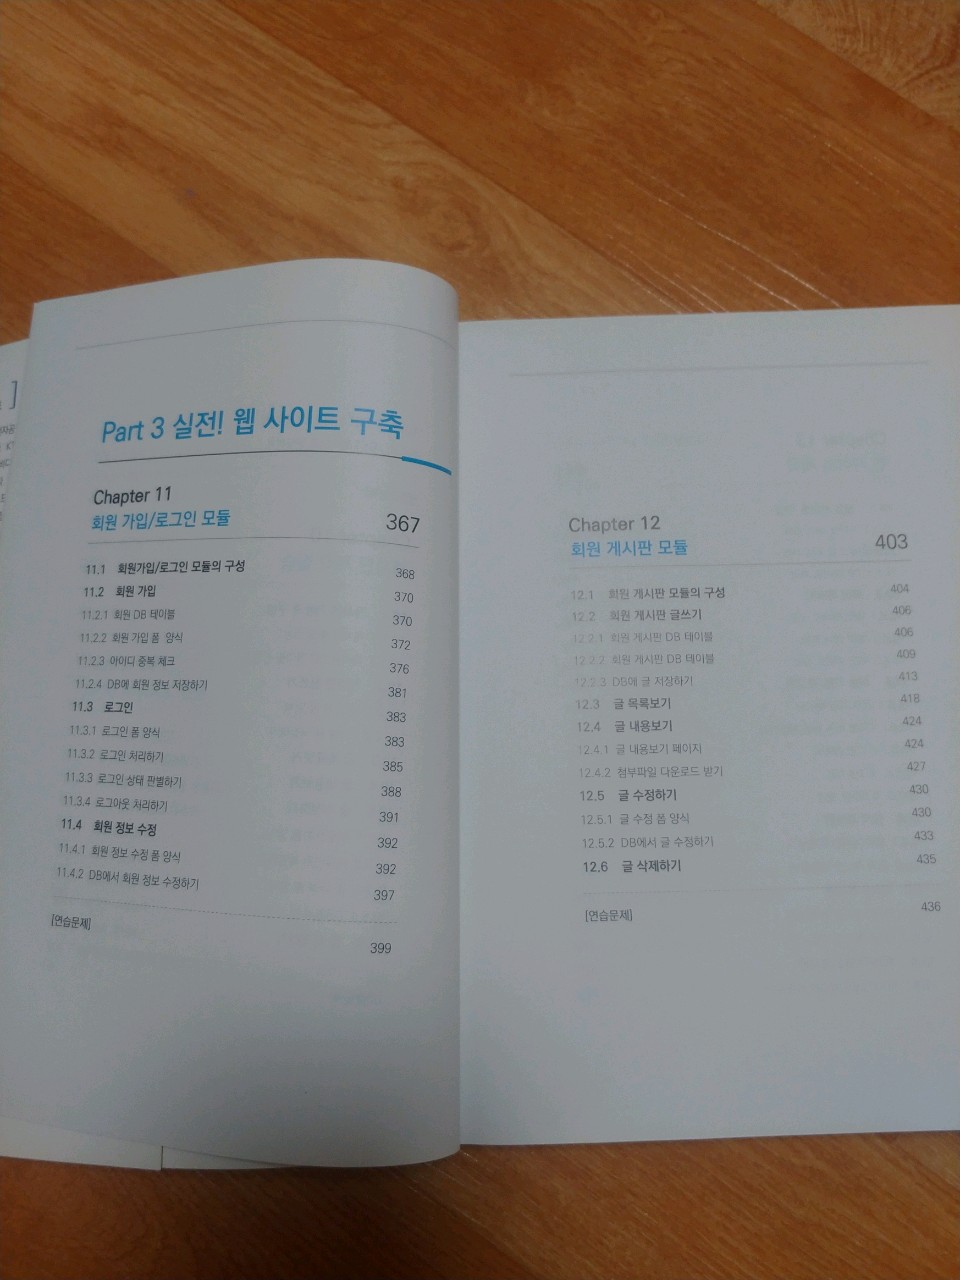 Part 3 실전! 웹 사이트 구축
Chapter 11
회원 가입/로그인 모듈 367
11.1 회원가입/로그인 모듈의 구성 368
11.2 회원 가입 370
11.2.1 회원 DB 테이블 370
11.2.2 회원 가입 폼 양식 372
11.2.3 아이디 중복 체크 376
11.2.4 DB에 회원 정보 저장하기 381
11.3 로그인 383
11.3.1 로그인 폼 양식 383
11.3.2 로그인 처리하기 385
11.3.3 로그인 상태 판별하기 388
11.3.4 로그아웃 처리하기 391
11.4 회원 정보 수정 392
11.4.1 회원 정보 수정 폼 양식 392
11.4.2 DB에서 회원 정보 수정하기 397
[연습문제] 399
Chapter 12
회원 게시판 모듈 403
12.1 회원 게시판 모듈의 구성 404
12.2 회원 게시판 글쓰기 406
12.2.1 회원 게시판 DB 테이블 406
12.2.2 회원 게시판 DB 테이블 409
12.2.3 DB에 글 저장하기 413
12.3 글 목록보기 418
12.4 글 내용보기 424
12.4.1 글 내용보기 페이지 424
12.4.2 첨부파일 다운로드 받기 427
12.5 글 수정하기 430
12.5.1 글 수정 폼 양식 430
12.5.2 DB에서 글 수정하기 433
12.6 글 삭제하기 435
[연습문제] 436